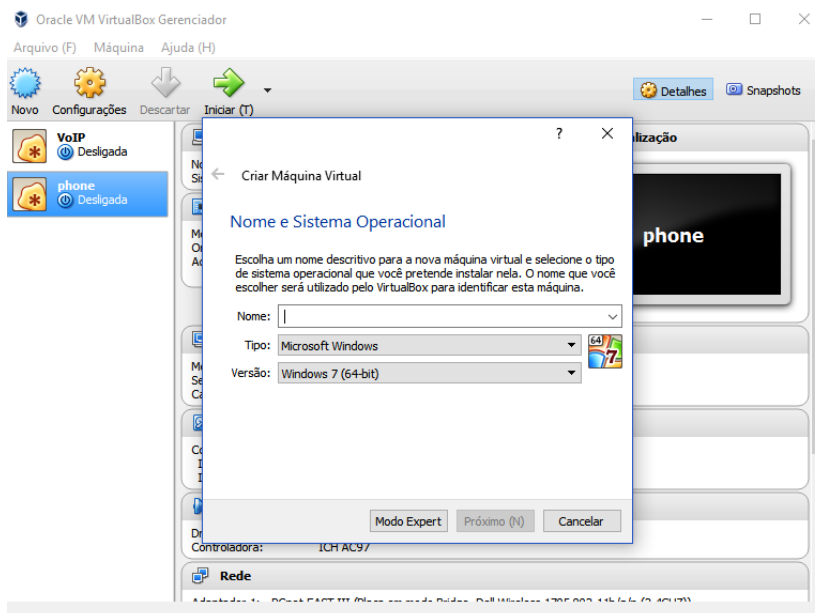 Oracle VM VirtualBox Gerenciador
Arquivo (F) Máquina Ajuda (H)
Novo Configurações Descartar Iniciar (T)
Detalhes Snapshots
VoIP
Desligada
phone
Desligada
lização
phone
? 
Criar Máquina Virtual
Nome e Sistema Operacional
Escolha um nome descritivo para a nova máquina virtual e selecione o tipo
de sistema operacional que você pretende instalar nela. O nome que você
escolher será utilizado pelo VirtualBox para identificar esta máquina.
Nome:
Tipo: Microsoft Windows
64
7
Versão: Windows 7 (64-bit)
Modo Expert Próximo (N) Cancelar
Controladora: ICH AC97
Rede